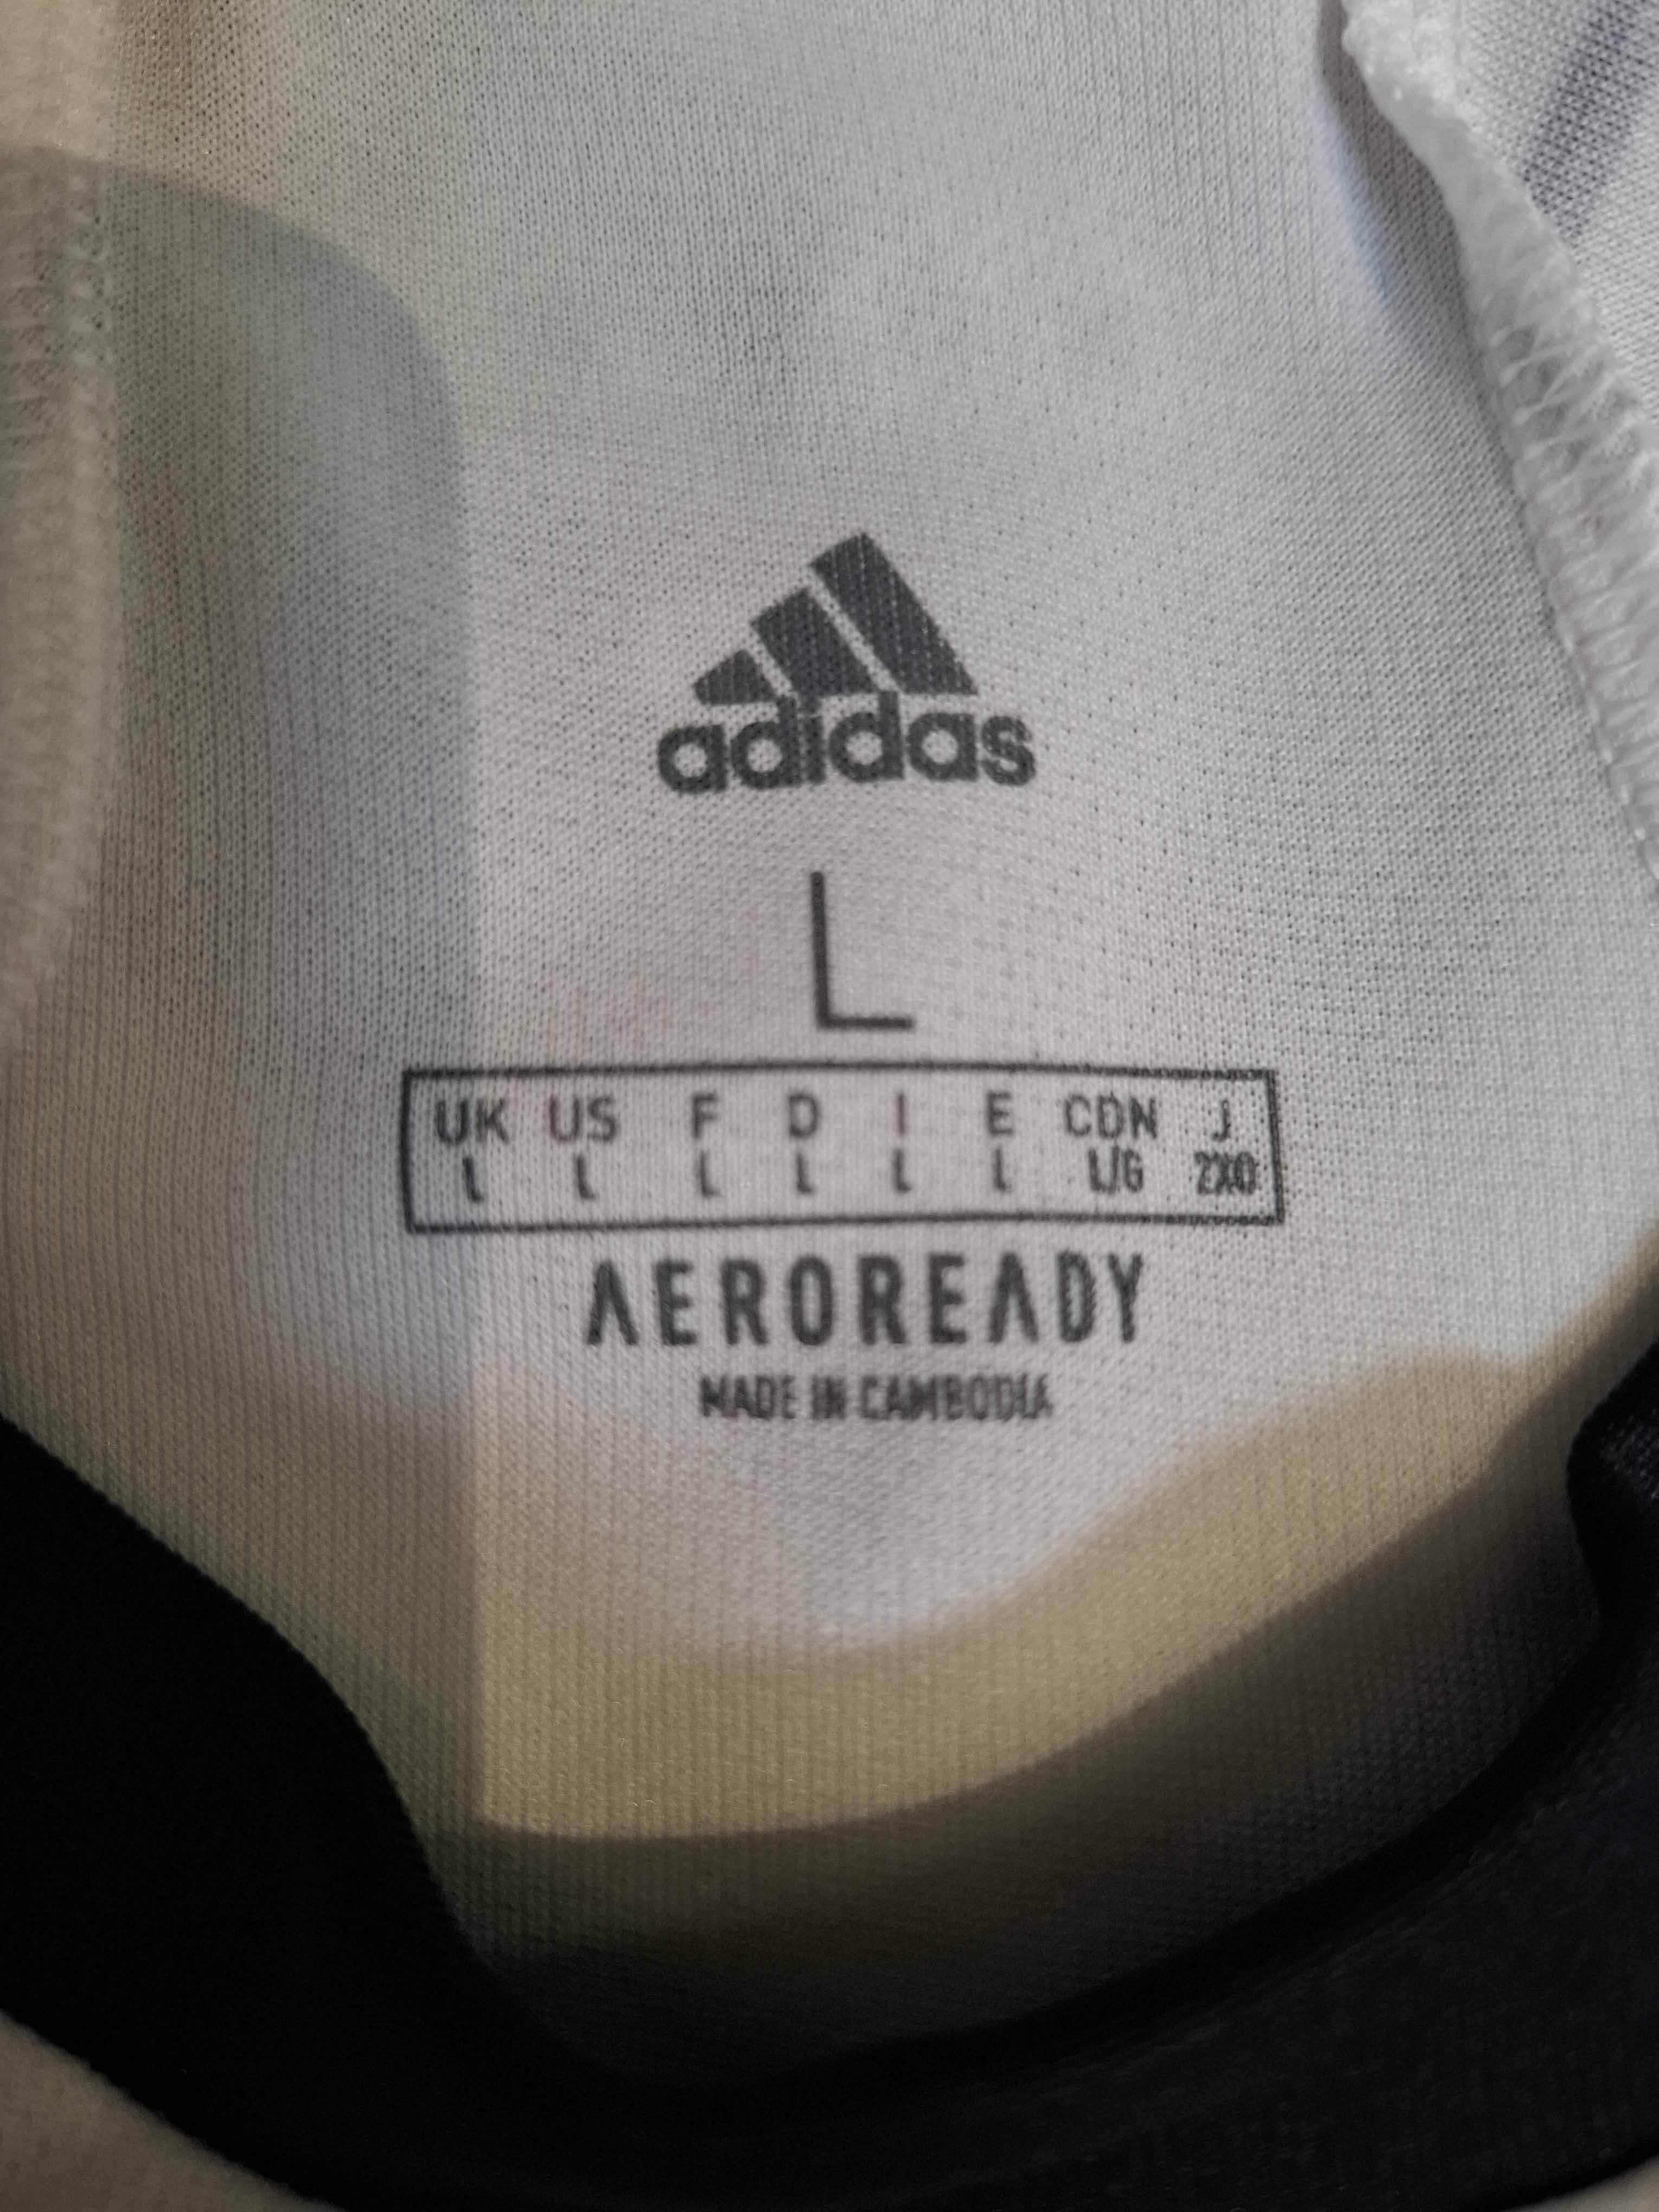 adidas
L
UK US F D I E CDN J
L L L L L L L/G 2XO
AEROREADY
MADE IN CAMBODIA